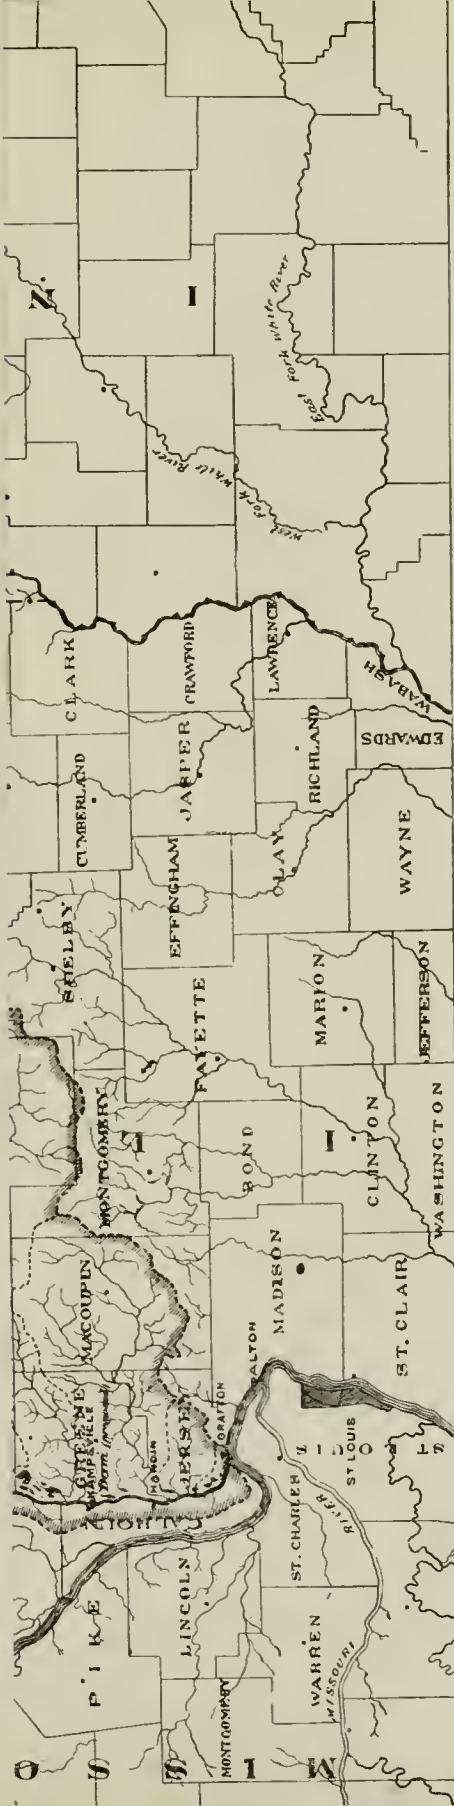 N
I
East Fork White River
West Fork White River
CLARK
CRAWFORD
LAWRENCE
WABASH
CUMBERLAND
JASPER
RICHLAND
EDWARDS
EFFINGHAM
CLAY
WAYNE
SHELBY
FAYETTE
MARION
JEFFERSON
MONTGOMERY
L
BOND
I
CLINTON
WASHINGTON
MACOUPIN
MADISON
ST. CLAIR
ALTON
GREENE
KAMPSVILLE
JERSEY
GRAFTON
CALHOUN
ST LOUIS
ST. CHARLES
RIVER
LINCOLN
PIKE
WARREN
MISSOURI
MONTGOMERY
O
S
S
I
M